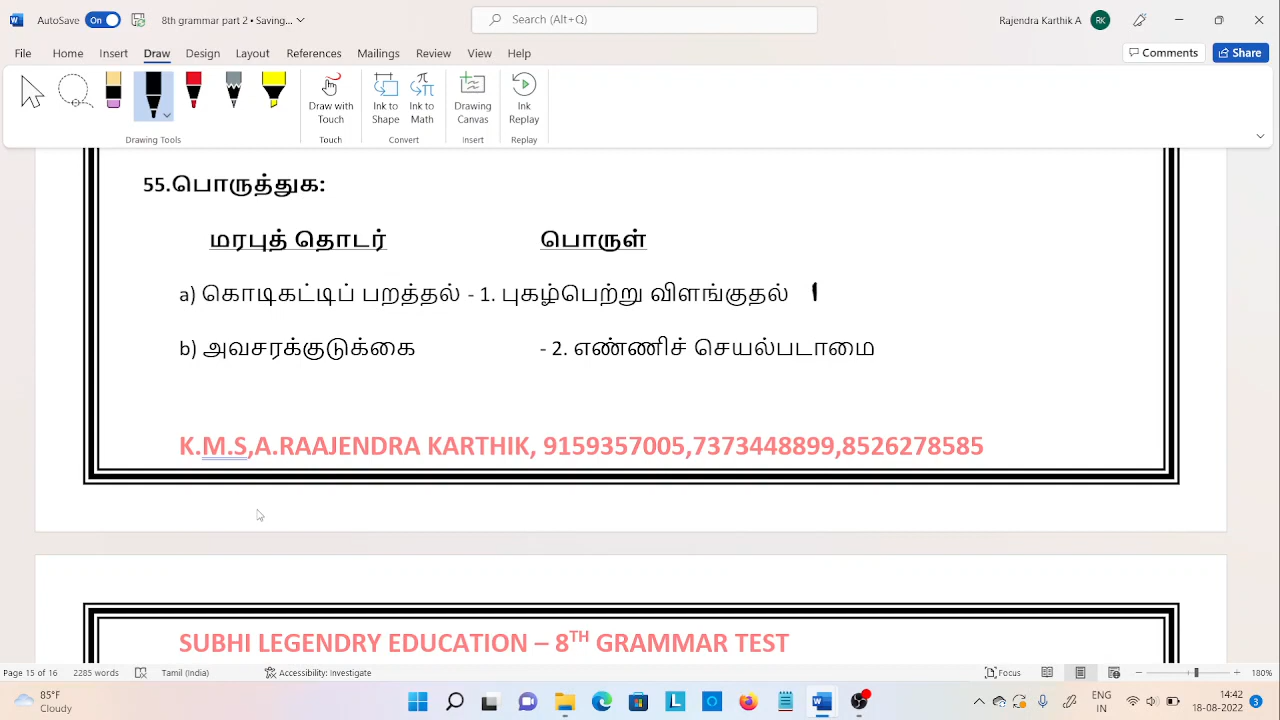 AutoSave On 8th grammar 2 • Saving... Search (Alt+Q) Rajendra Karthik A RK
File Home Insert Draw Design Layout References Mailings Review View Help Comments Share
Draw with Touch Ink to Shape Ink to Math Drawing Canvas Ink Replay
Drawing Tools Touch Convert Insert Replay
55.பொருத்துக:
மரபுத் தொடர் பொருள்
a) கொடிகட்டிப் பறத்தல் - 1. புகழ்பெற்று விளங்குதல் 1
b) அவசரக்குடுக்கை - 2. எண்ணிச் செயல்படாமை
K.M.S,A.RAAJENDRA KARTHIK, 9159357005,7373448899,8526278585
SUBHI LEGENDRY EDUCATION – 8TH GRAMMAR TEST
Page 15 of 16 2285 words Tamil (India) Accessibility: Investigate Focus 180%
85°F Cloudy ENG IN 14:42 18-08-2022 3